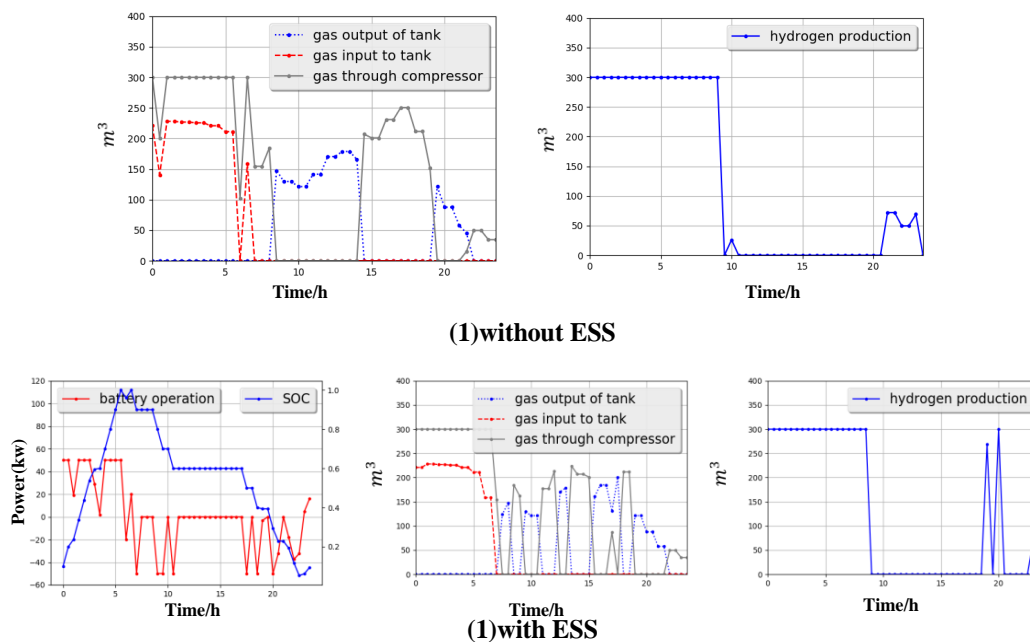 400
350
300
250
200
150
100
50
0
m³
gas output of tank
gas input to tank
gas through compressor
0 5 10 15 20
Time/h
400
350
300
250
200
150
100
50
0
m³
hydrogen production
0 5 10 15 20
Time/h
(1)without ESS
120
100
80
60
40
20
0
−20
−40
−60
Power(kw)
battery operation
SOC
1.0
0.8
0.6
0.4
0.2
0 5 10 15 20
Time/h
400
350
300
250
200
150
100
50
0
m³
gas output of tank
gas input to tank
gas through compressor
0 5 10 15 20
Time/h
400
350
300
250
200
150
100
50
0
m³
hydrogen production
0 5 10 15 20
Time/h
(1)with ESS